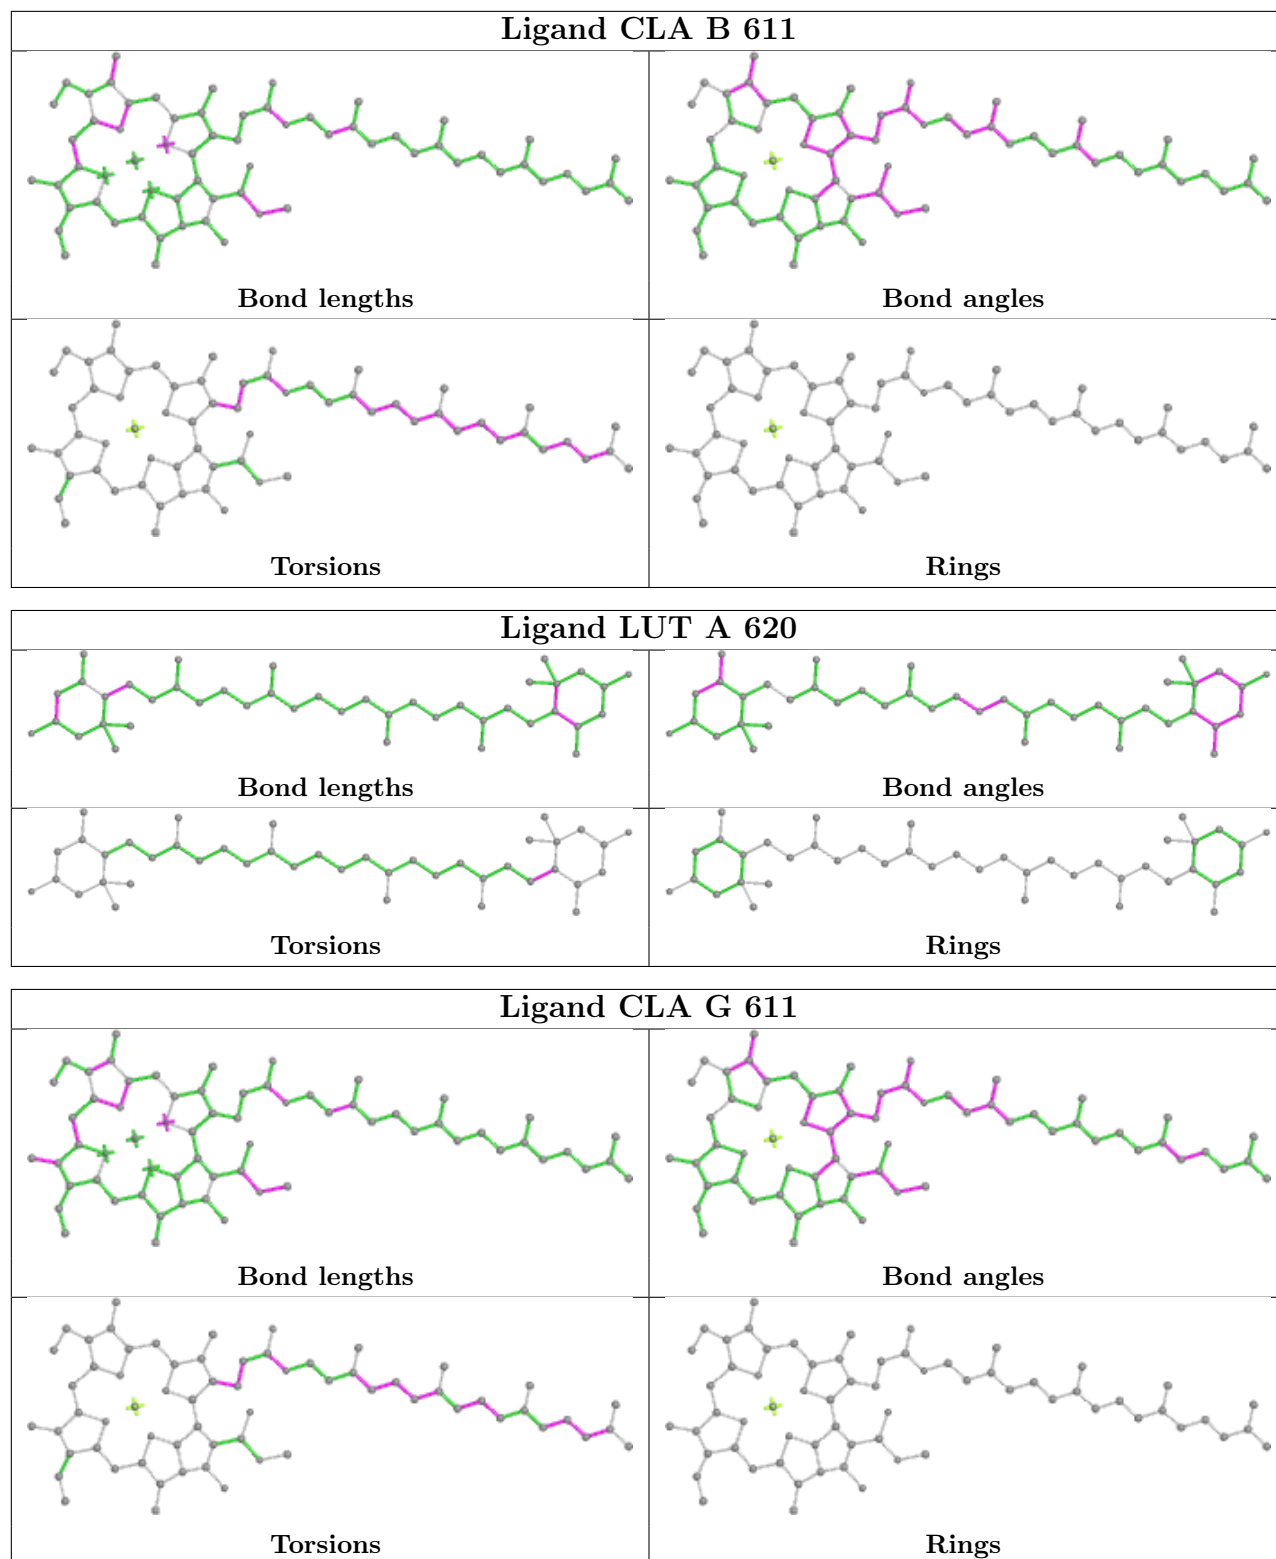 Ligand CLA B 611
Bond lengths
Bond angles
Torsions
Rings
Ligand LUT A 620
Bond lengths
Bond angles
Torsions
Rings
Ligand CLA G 611
Bond lengths
Bond angles
Torsions
Rings